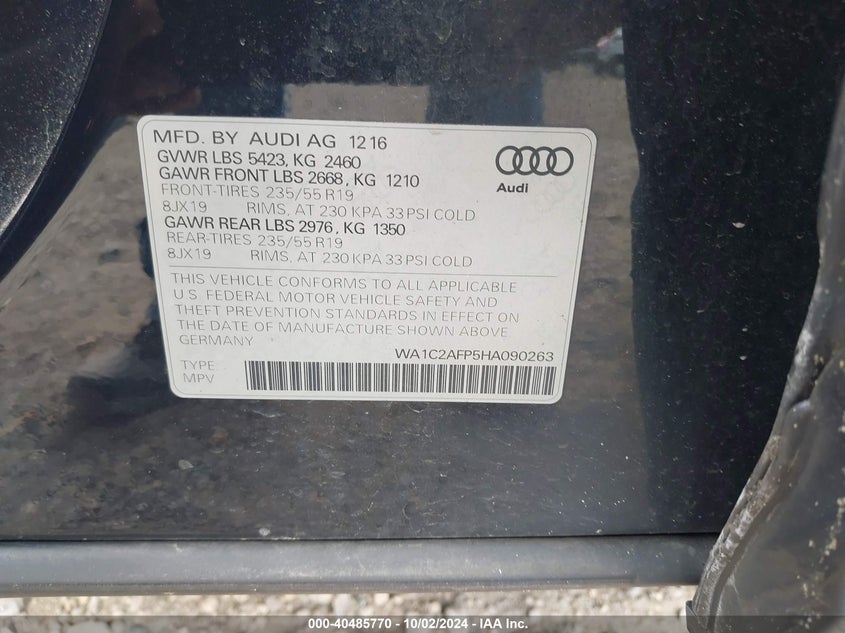 MFD. BY AUDI AG 1216
GVWR LBS 5423, KG 2460
GAWR FRONT LBS 2668, KG 1210
FRONT-TIRES 235/55 R19
8JX19 RIMS, AT 230 KPA 33 PSI COLD
GAWR REAR LBS 2976, KG 1350
REAR-TIRES 235/55 R19
8JX19 RIMS, AT 230 KPA 33 PSI COLD
Audi
THIS VEHICLE CONFORMS TO ALL APPLICABLE
U.S. FEDERAL MOTOR VEHICLE SAFETY AND
THEFT PREVENTION STANDARDS IN EFFECT ON
THE DATE OF MANUFACTURE SHOWN ABOVE
GERMANY
WA1C2AFP5HA090263
TYPE:
MPV
000-40485770 - 10/02/2024 - IAA Inc.